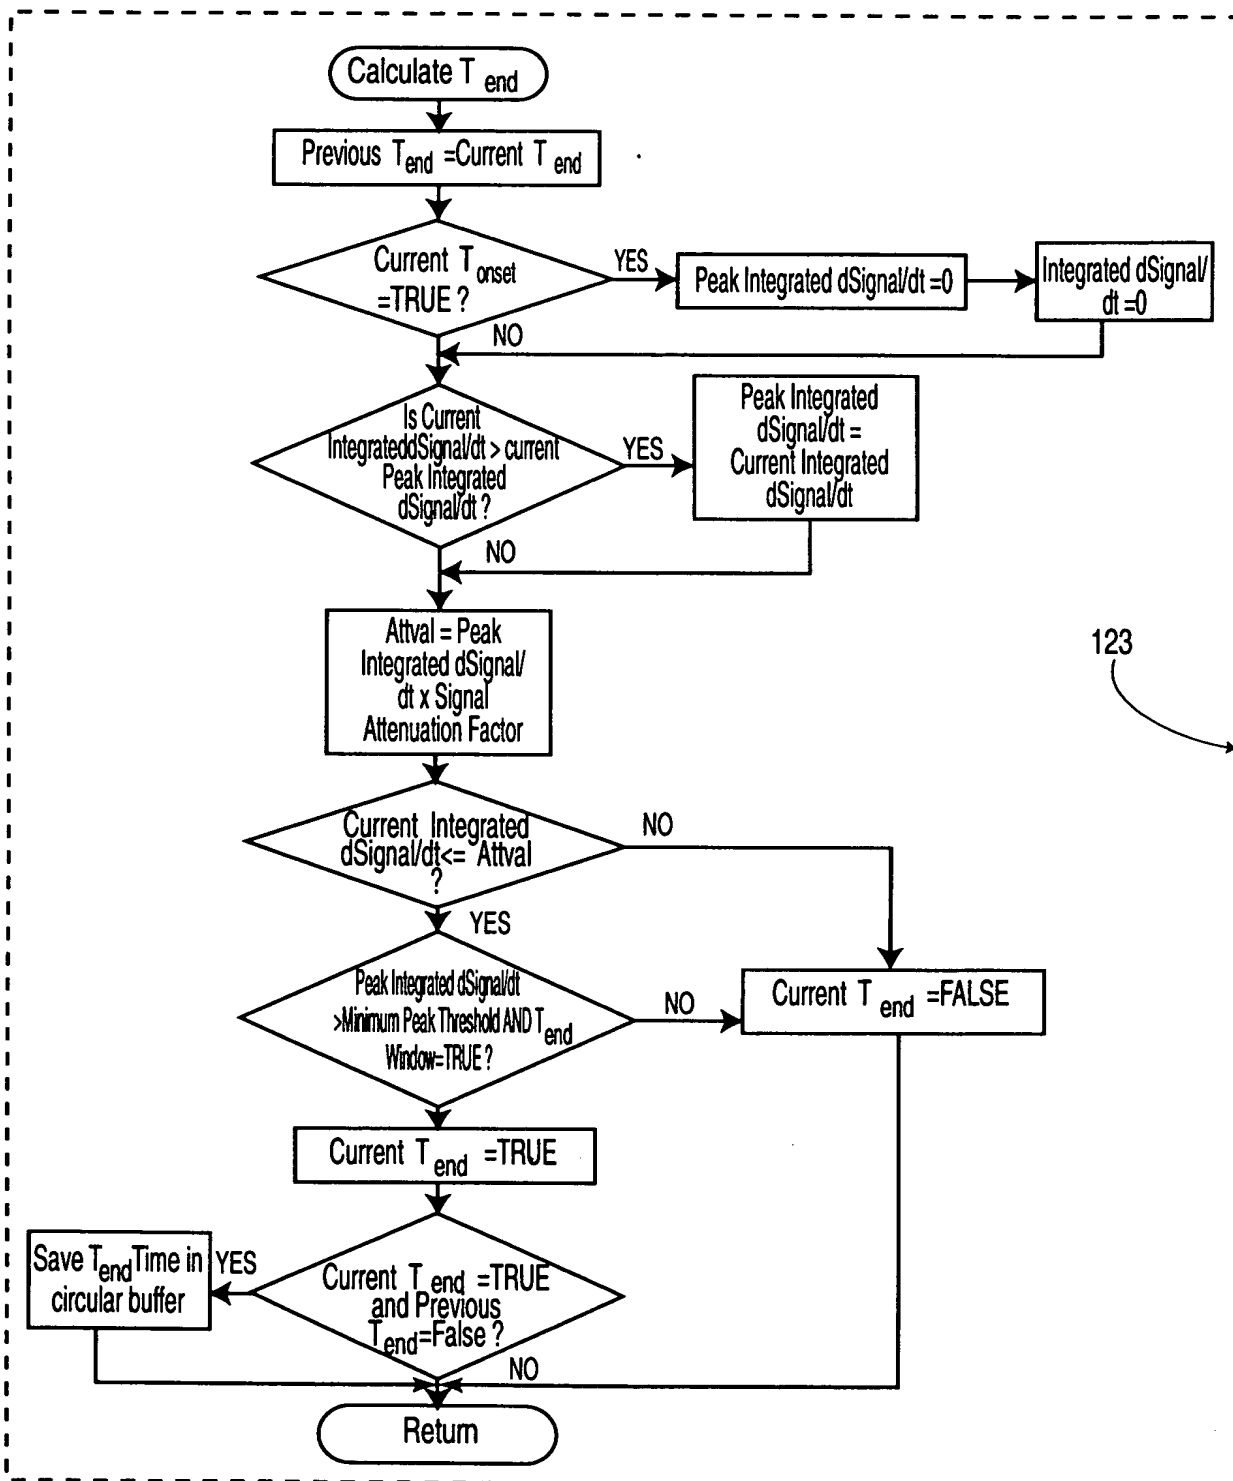 Calculate T end
Previous T end =Current T end
Current T onset
=TRUE ?
YES
Peak Integrated dSignal/dt =0
Integrated dSignal/
dt =0
NO
Is Current
IntegrateddSignal/dt > current
Peak Integrated
dSignal/dt ?
YES
Peak Integrated
dSignal/dt =
Current Integrated
dSignal/dt
NO
Attval = Peak
Integrated dSignal/
dt x Signal
Attenuation Factor
123
Current Integrated
dSignal/dt<= Attval
?
NO
YES
Peak Integrated dSignal/dt
>Minimum Peak Threshold AND T end
Window=TRUE ?
NO
Current T end =FALSE
Current T end =TRUE
Current T end =TRUE
and Previous
T end=False ?
YES
Save T end Time in
circular buffer
NO
Return